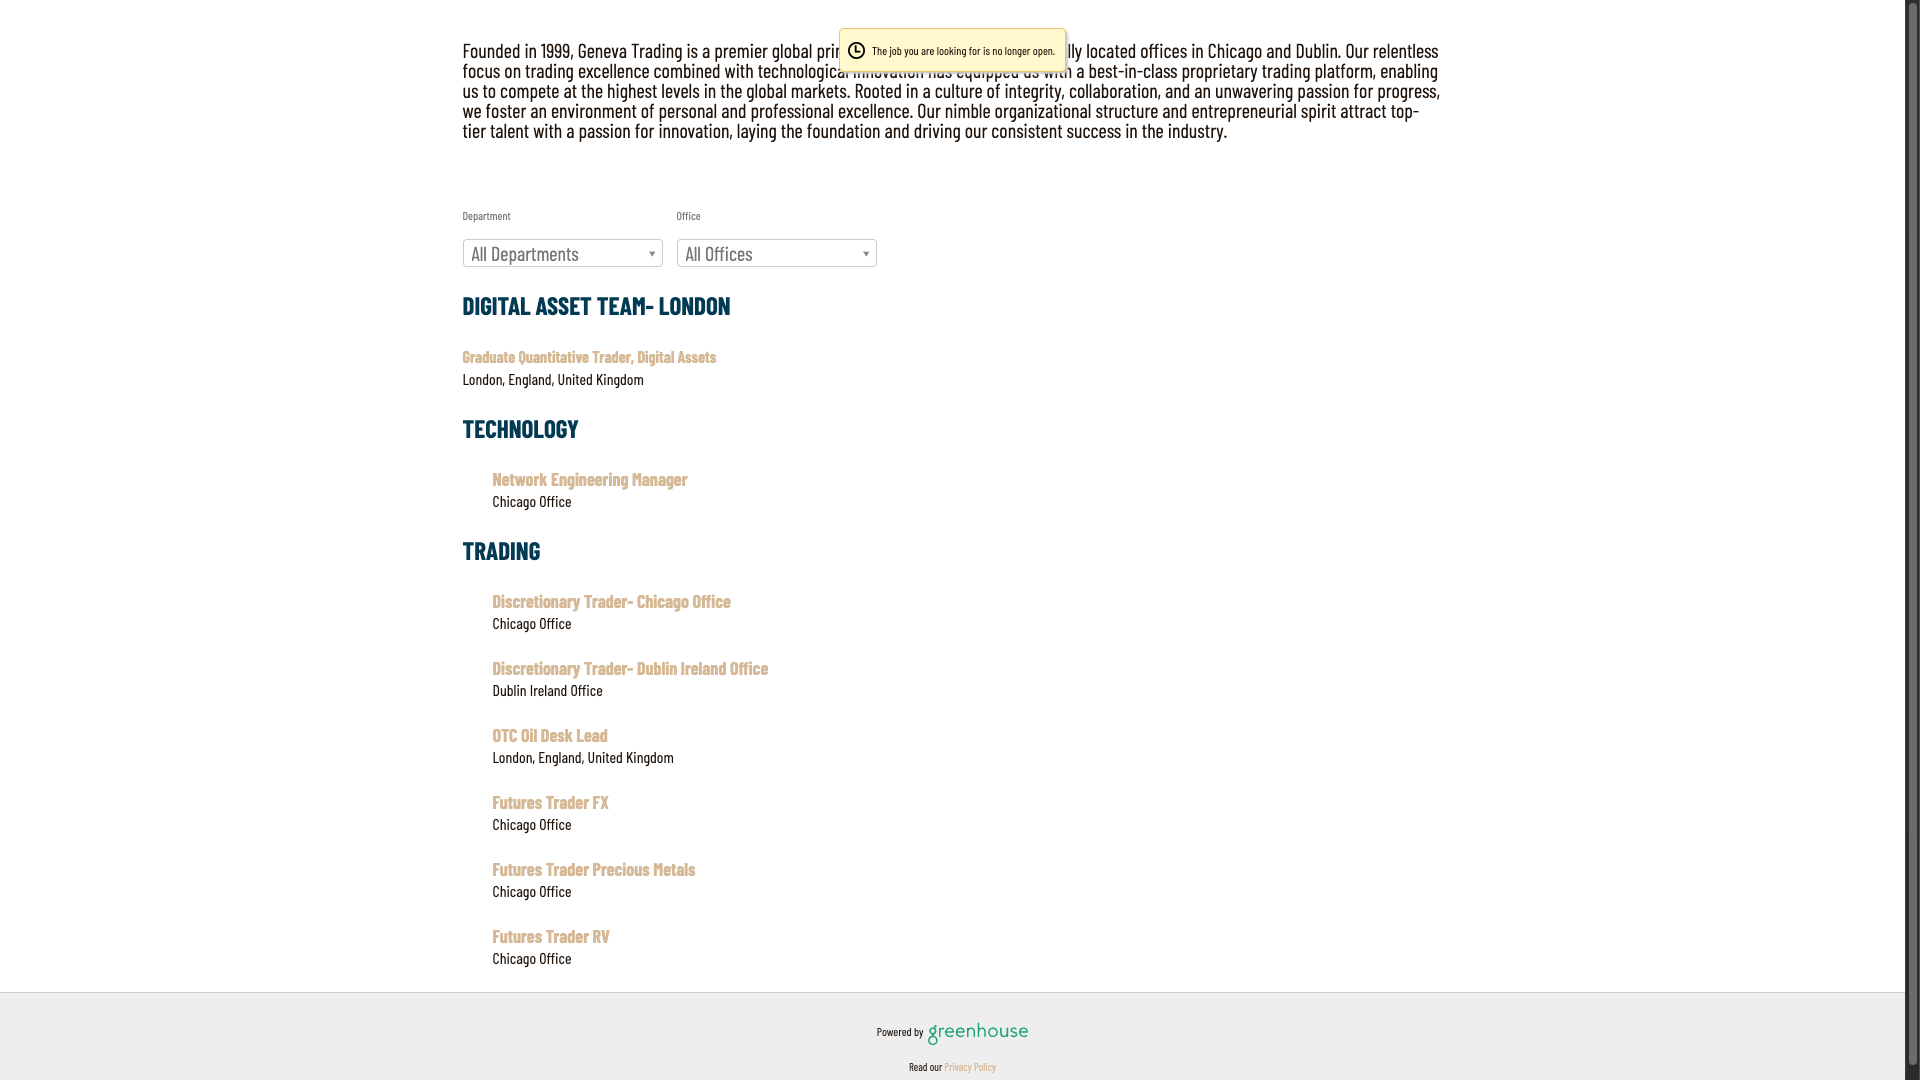 The job you are looking for is no longer open.
Founded in 1999, Geneva Trading is a premier global lly located offices in Chicago and Dublin. Our relentless
focus on trading excellence combined with technological innovation has equipped us with a best-in-class proprietary trading platform, enabling
us to compete at the highest levels in the global markets. Rooted in a culture of integrity, collaboration, and an unwavering passion for progress,
we foster an environment of personal and professional excellence. Our nimble organizational structure and entrepreneurial spirit attract top-
tier talent with a passion for innovation, laying the foundation and driving our consistent success in the industry.
Department Office
All Departments All Offices
DIGITAL ASSET TEAM- LONDON
Graduate Quantitative Trader, Digital Assets
London, England, United Kingdom
TECHNOLOGY
Network Engineering Manager
Chicago Office
TRADING
Discretionary Trader- Chicago Office
Chicago Office
Discretionary Trader- Dublin Ireland Office
Dublin Ireland Office
OTC Oil Desk Lead
London, England, United Kingdom
Futures Trader FX
Chicago Office
Futures Trader Precious Metals
Chicago Office
Futures Trader RV
Chicago Office
Powered by greenhouse
Read our Privacy Policy